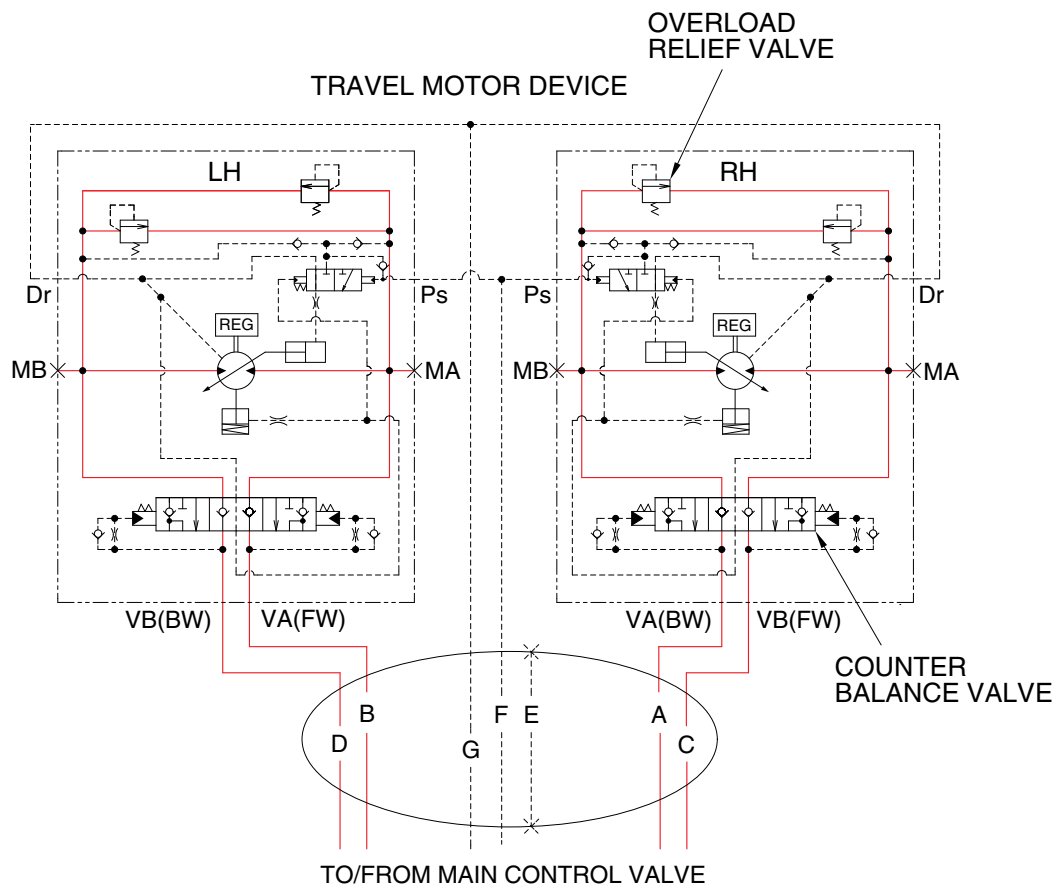 OVERLOAD
RELIEF VALVE
TRAVEL MOTOR DEVICE
LH
RH
Dr
Ps
Ps
Dr
REG
REG
MB
MA
MB
MA
VB(BW)
VA(FW)
VA(BW)
VB(FW)
COUNTER
BALANCE VALVE
B
F
E
A
D
G
C
TO/FROM MAIN CONTROL VALVE